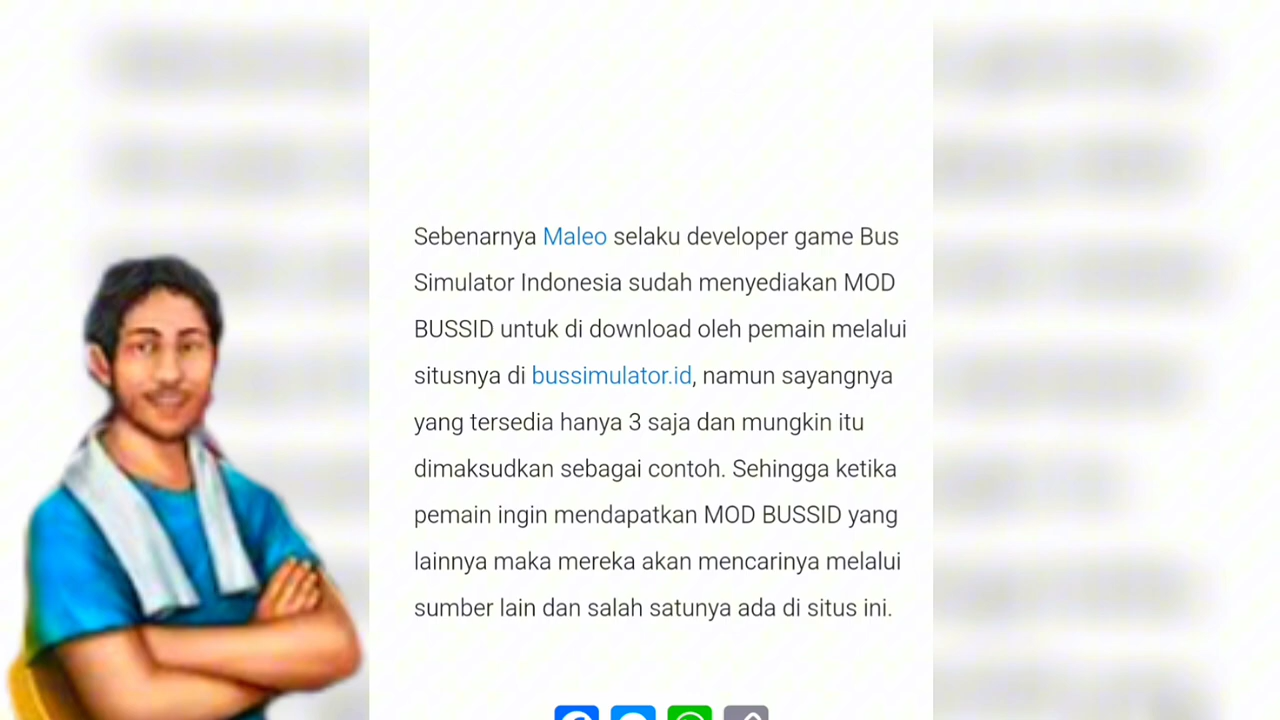 Sebenarnya Maleo selaku developer game Bus
Simulator Indonesia sudah menyediakan MOD
BUSSID untuk di download oleh pemain melalui
situsnya di bussimulator.id, namun sayangnya
yang tersedia hanya 3 saja dan mungkin itu
dimaksudkan sebagai contoh. Sehingga ketika
pemain ingin mendapatkan MOD BUSSID yang
lainnya maka mereka akan mencarinya melalui
sumber lain dan salah satunya ada di situs ini.